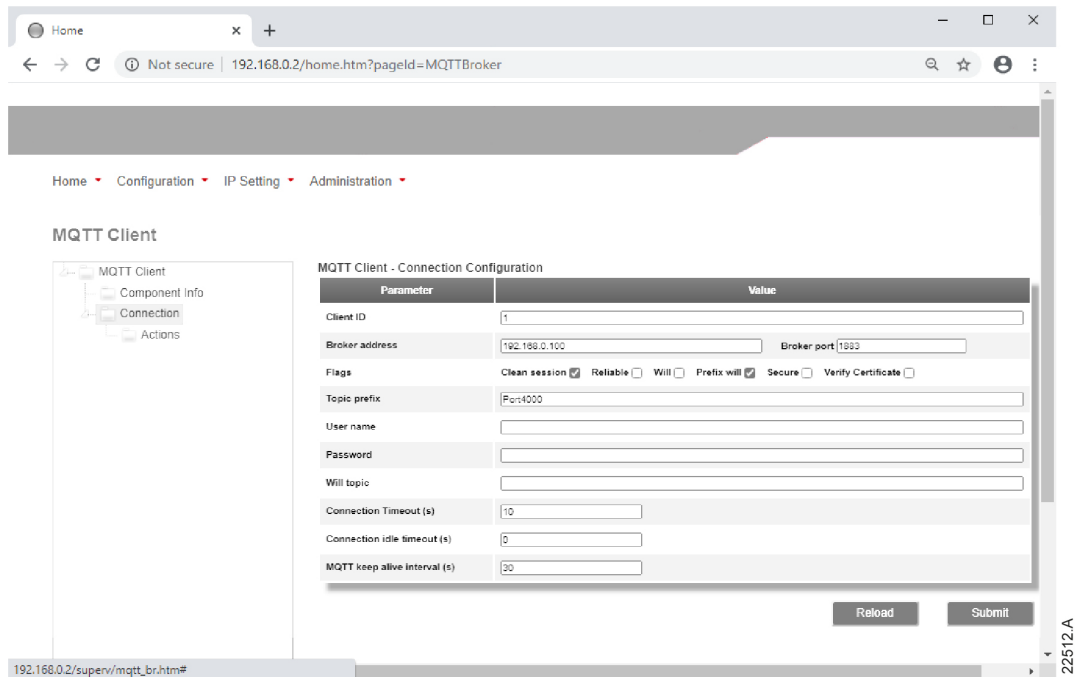 Home
Not secure 192.168.0.2/home.htm?pageId=MQTTBroker
Home Configuration IP Setting Administration
MQTT Client
MQTT Client
Component Info
Connection
Actions
MQTT Client - Connection Configuration
Parameter Value
Client ID 1
Broker address 192.168.0.100 Broker port 1883
Flags Clean session Reliable Will Prefix will Secure Verify Certificate
Topic prefix Port4000
User name
Password
Will topic
Connection Timeout (s) 10
Connection idle timeout (s) 0
MQTT keep alive interval (s) 30
Reload Submit
192.168.0.2/superv/mqtt_br.htm#
22512.A